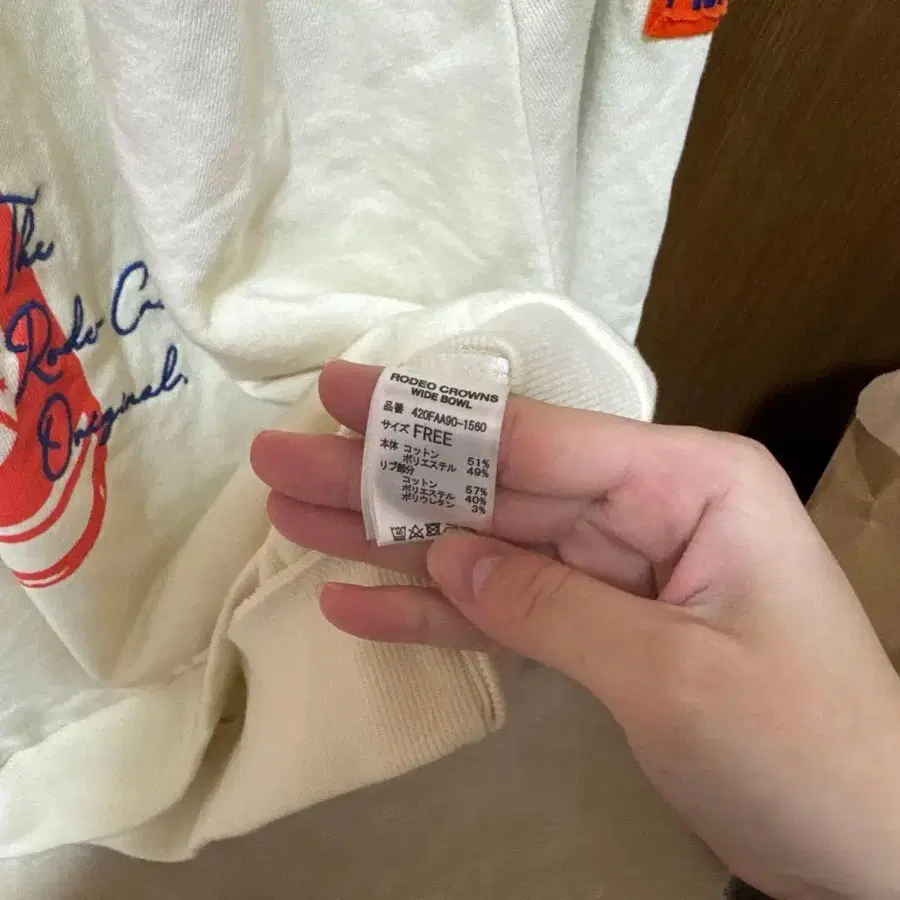 The
Rodeo Cr
Originals
RODEO CROWNS
WIDE BOWL
品番 420FAA90-1560
サイズ FREE
本体 コットン 51%
ポリエステル 49%
リブ部分
コットン 57%
ポリエステル 40%
ポリウレタン 3%